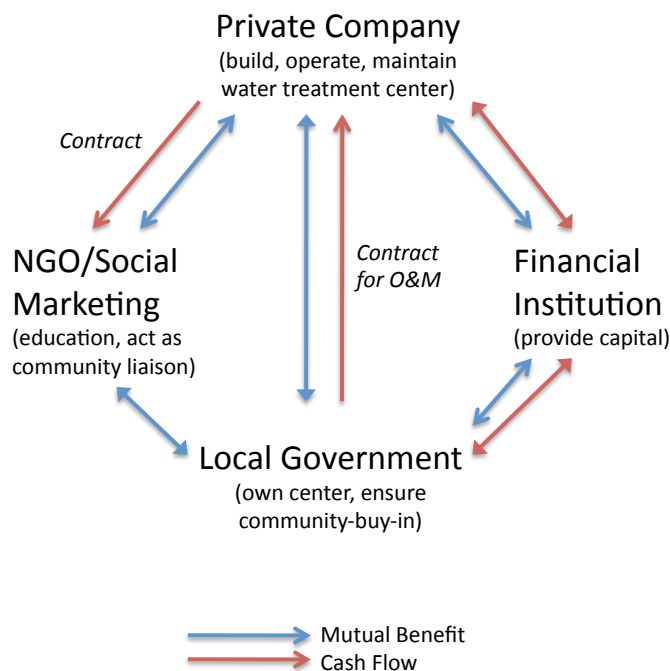 Private Company
(build, operate, maintain
water treatment center)
Contract
NGO/Social
Marketing
(education, act as
community liaison)
Contract
for O&M
Financial
Institution
(provide capital)
Local Government
(own center, ensure
community-buy-in)
Mutual Benefit
Cash Flow